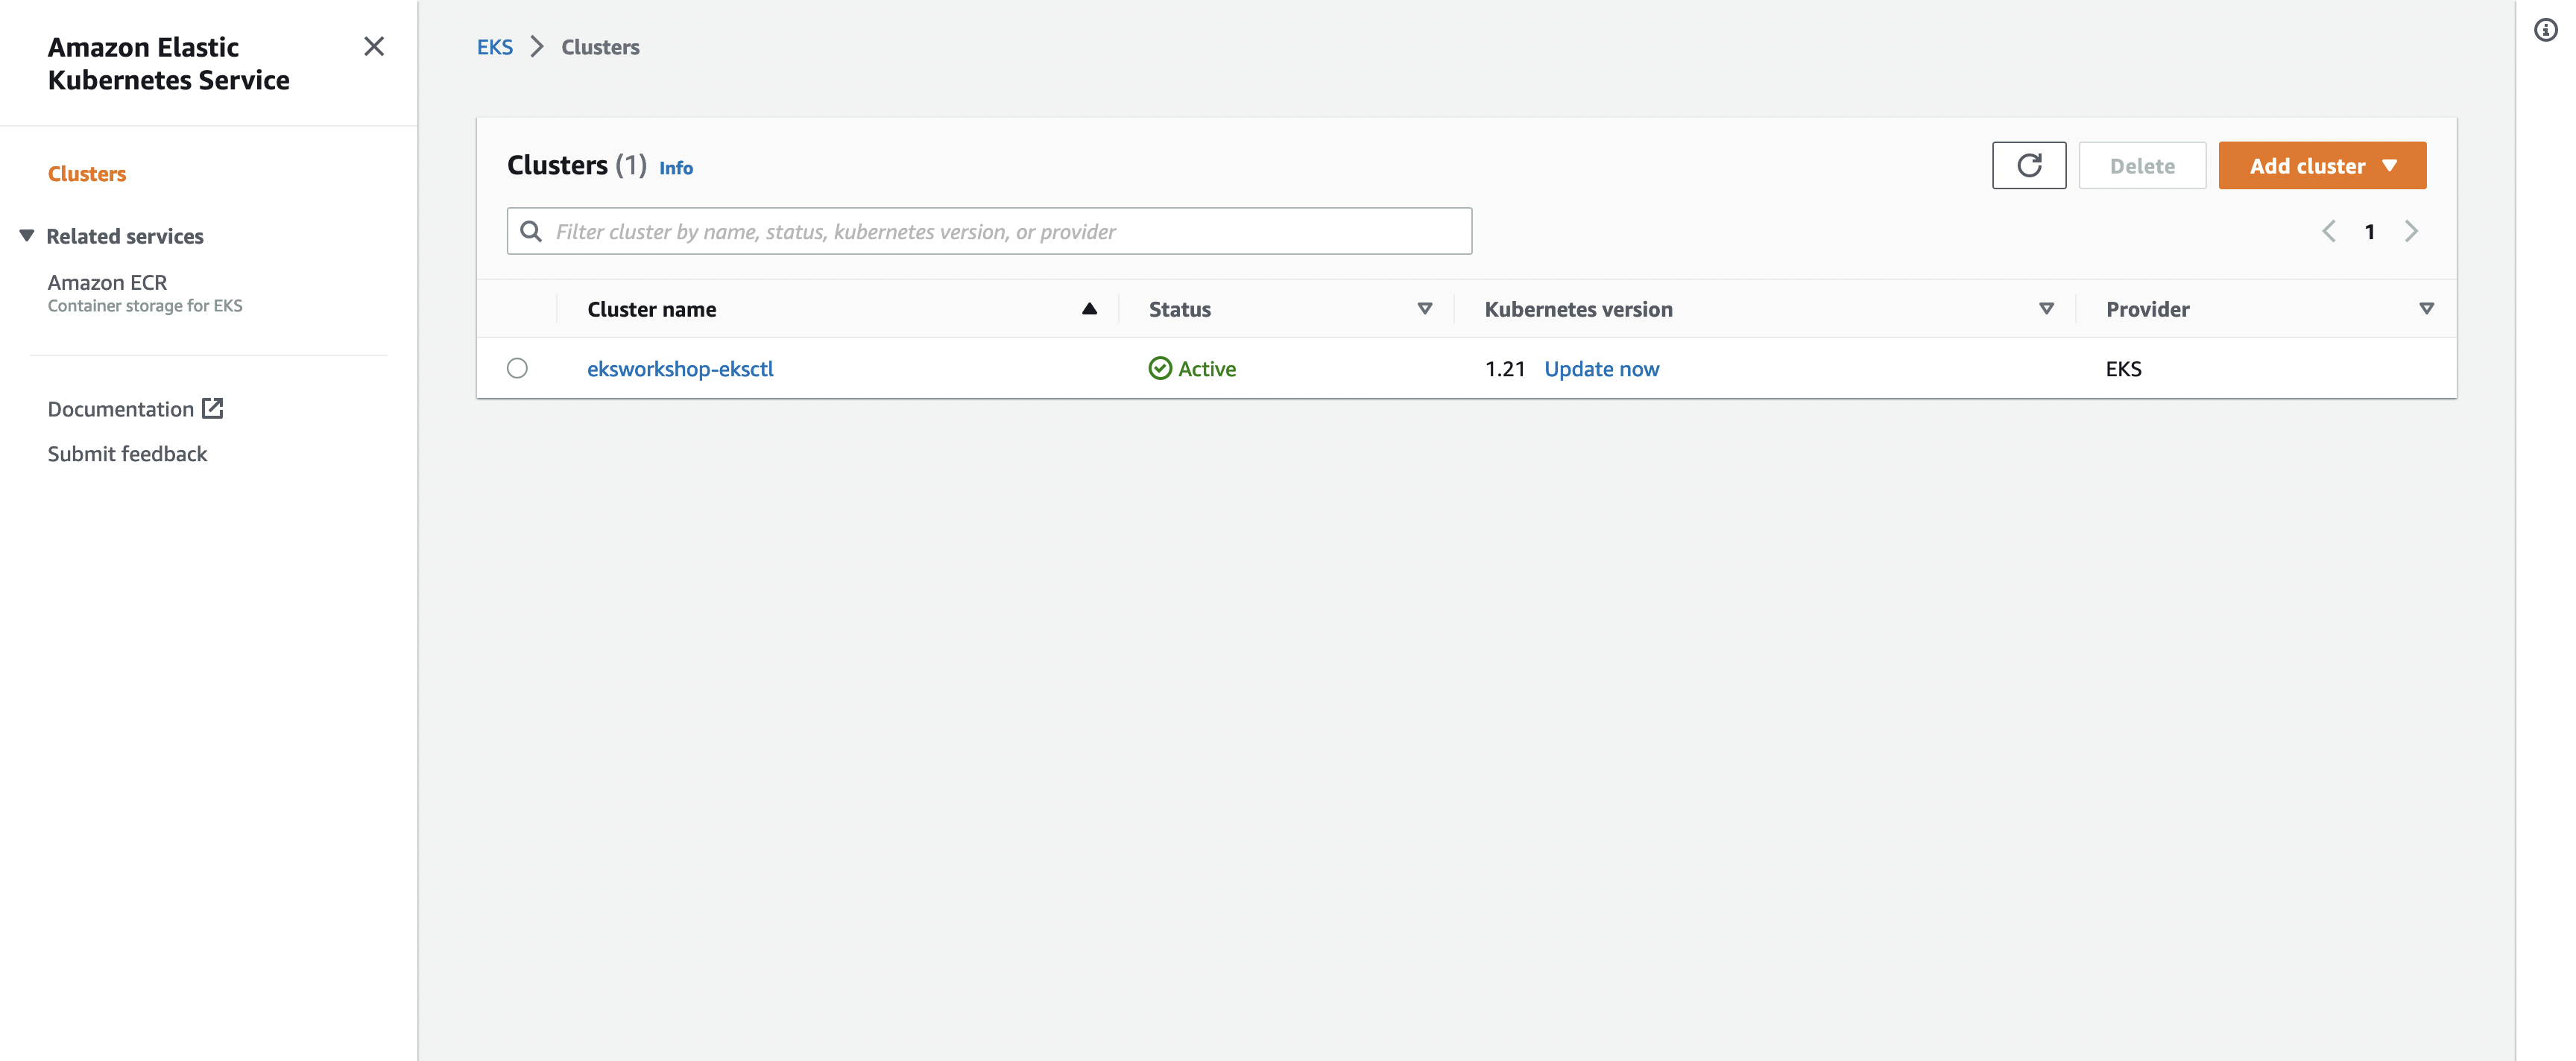 Amazon Elastic
Kubernetes Service
Clusters
Related services
Amazon ECR
Container storage for EKS
Documentation
Submit feedback
EKS Clusters
Clusters (1) Info
Delete
Add cluster
Filter cluster by name, status, kubernetes version, or provider
1
Cluster name Status Kubernetes version Provider
eksworkshop-eksctl Active 1.21 Update now EKS